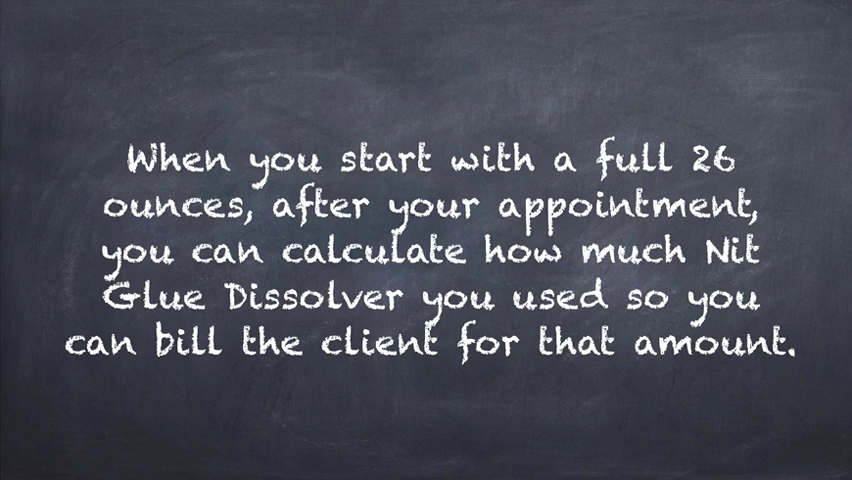 When you start with a full 26
ounces, after your appointment,
you can calculate how much Nit
Glue Dissolver you used so you
can bill the client for that amount.